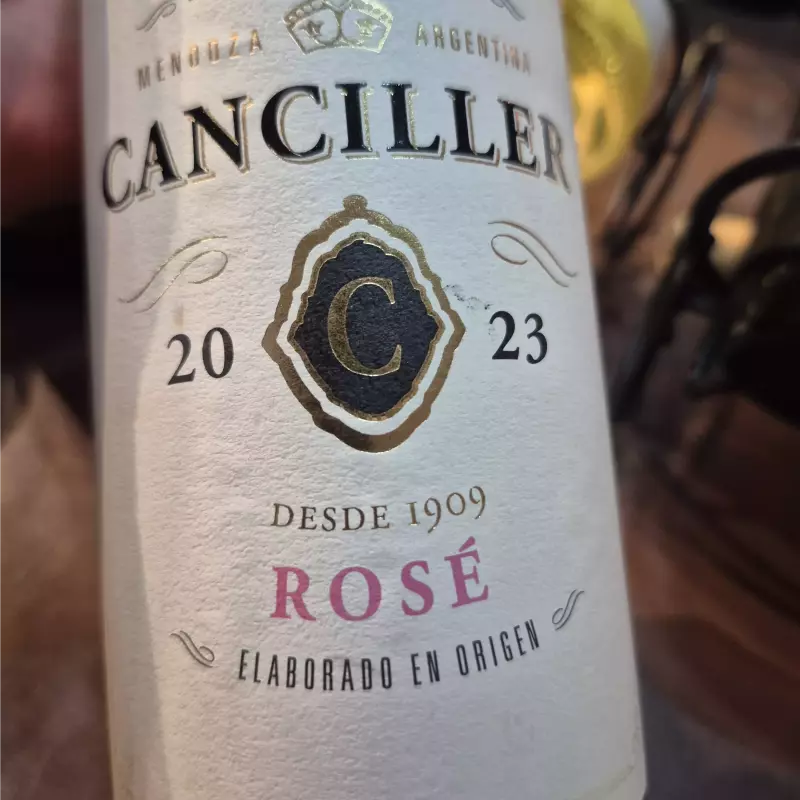 MENDOZA ARGENTINA
CANCILLER
20 C 23
DESDE 1909
ROSÉ
ELABORADO EN ORIGEN